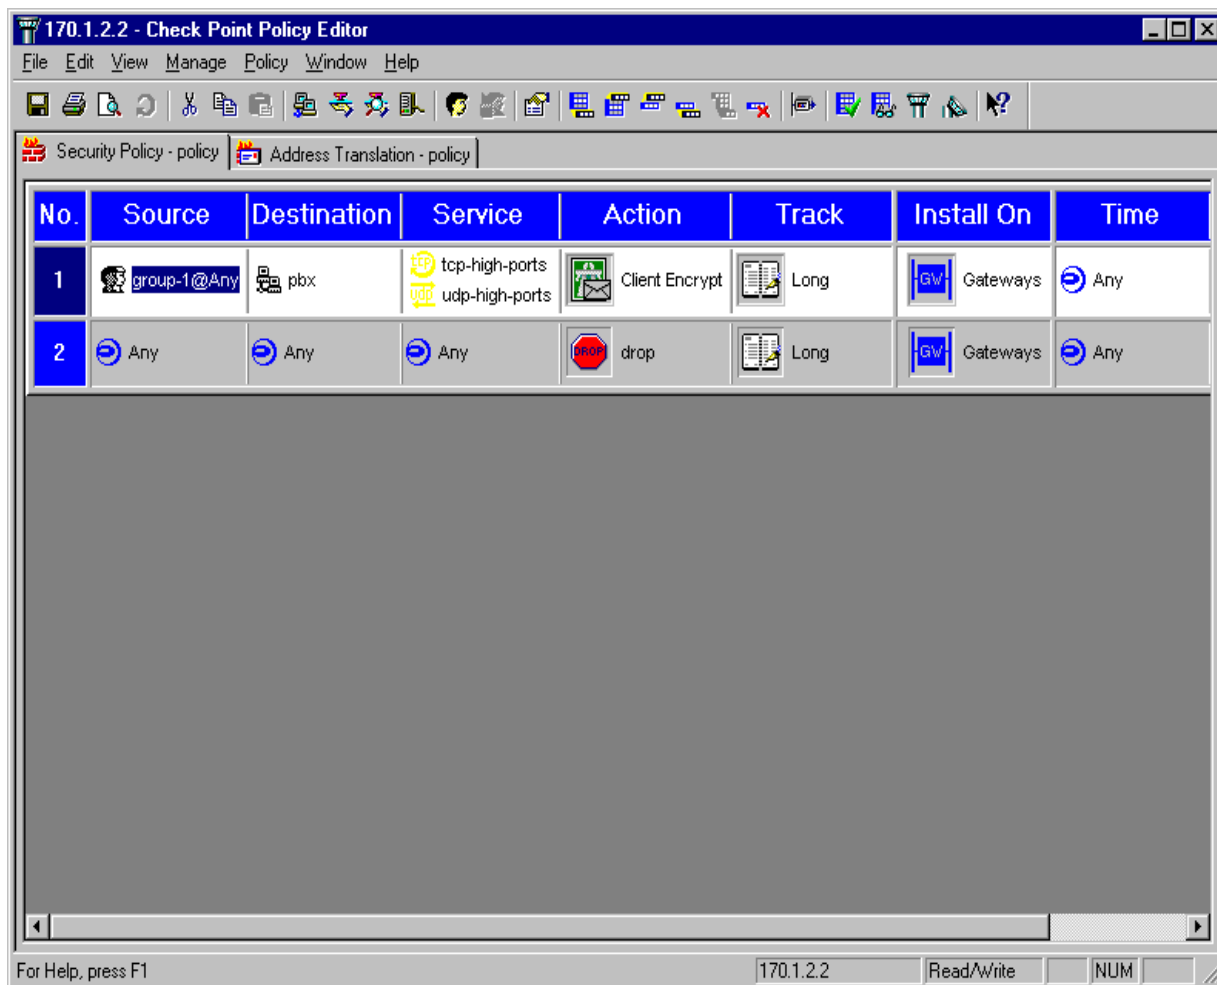 170.1.2.2 - Check Point Policy Editor
File Edit View Manage Policy Window Help
Security Policy - policy Address Translation - policy
No. Source Destination Service Action Track Install On Time
1 group-1@Any pbx TCP tcp-high-ports Client Encrypt Long GW Gateways Any
udp udp-high-ports
2 Any Any Any DROP drop Long GW Gateways Any
For Help, press F1 170.1.2.2 Read/Write NUM